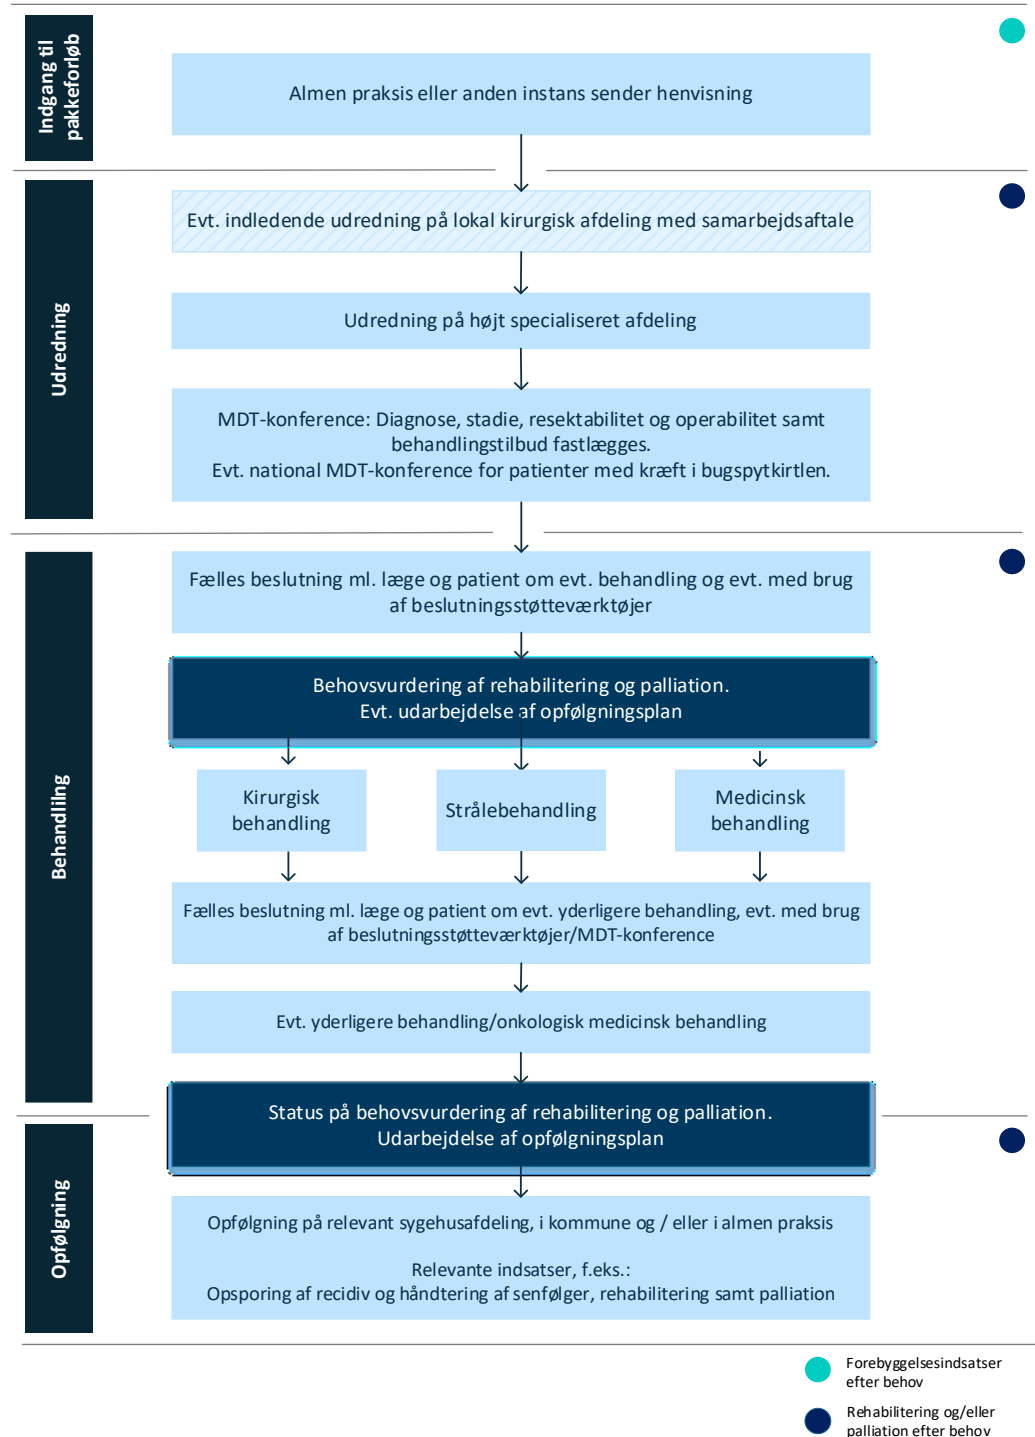 Indgang til
pakkeforløb
Almen praksis eller anden instans sender henvisning
Udredning
Evt. indledende udredning på lokal kirurgisk afdeling med samarbejdsaftale
Udredning på højt specialiseret afdeling
MDT-konference: Diagnose, stadie, resektabilitet og operabilitet samt
behandlingstilbud fastlægges.
Evt. national MDT-konference for patienter med kræft i bugspytkirtlen.
Behandlilng
Fælles beslutning ml. læge og patient om evt. behandling og evt. med brug
af beslutningsstøtteværktøjer
Behovsvurdering af rehabilitering og palliation.
Evt. udarbejdelse af opfølgningsplan
Kirurgisk
behandling
Strålebehandling
Medicinsk
behandling
Fælles beslutning ml. læge og patient om evt. yderligere behandling, evt. med brug
af beslutningsstøtteværktøjer/MDT-konference
Evt. yderligere behandling/onkologisk medicinsk behandling
Opfølgning
Status på behovsvurdering af rehabilitering og palliation.
Udarbejdelse af opfølgningsplan
Opfølgning på relevant sygehusafdeling, i kommune og / eller i almen praksis
Relevante indsatser, f.eks.:
Opsporing af recidiv og håndtering af senfølger, rehabilitering samt palliation
Forebyggelsesindsatser
efter behov
Rehabilitering og/eller
palliation efter behov